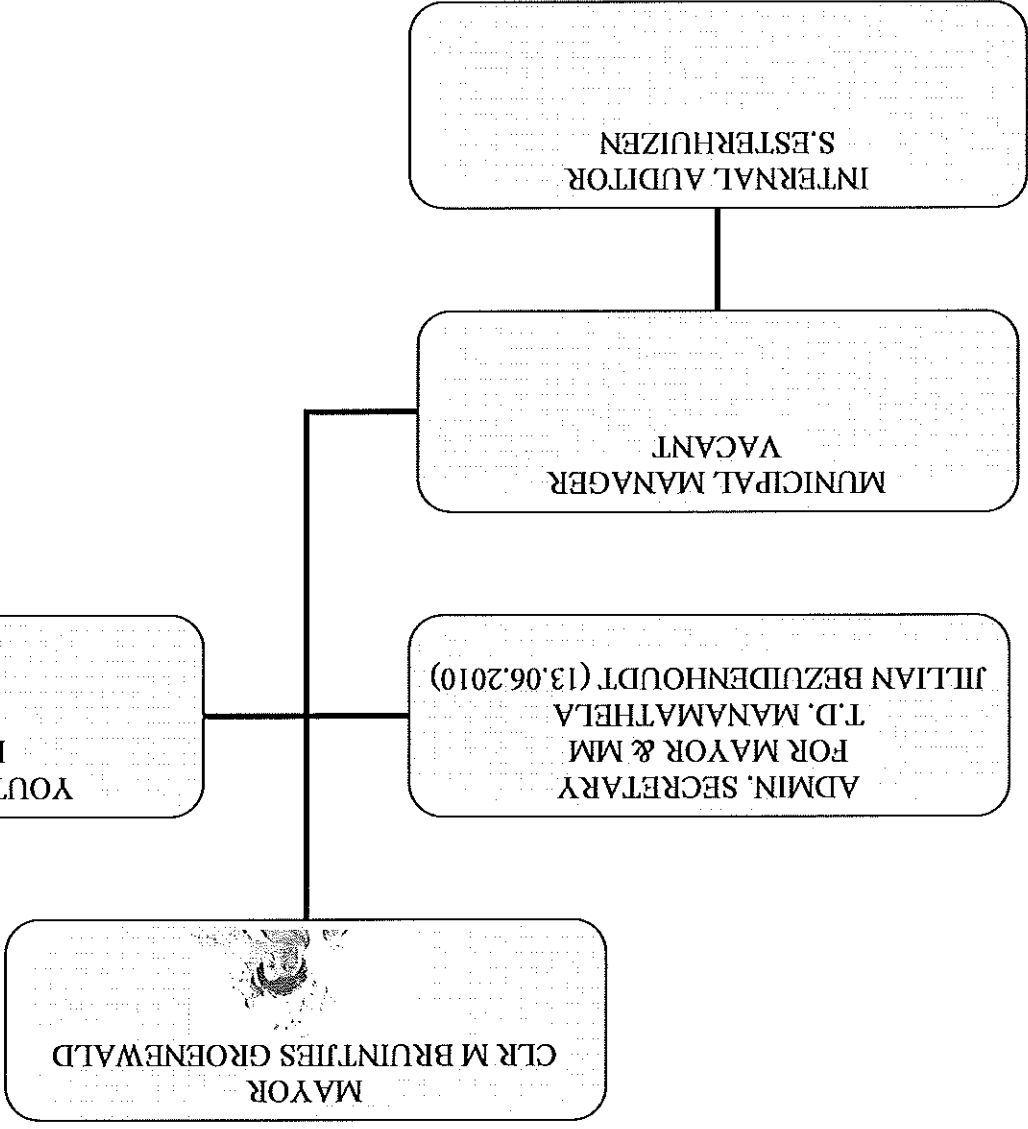 MAYOR
CLR M BRUINTJIES GROENEWALD
ADMIN. SECRETARY
FOR MAYOR & MM
T.D. MANAMATHELA
JILLIAN BEZUIDENHOUDT (13.06.2010)
YOUT
MUNICIPAL MANAGER
VACANT
INTERNAL AUDITOR
S.ESTERHUIZEN